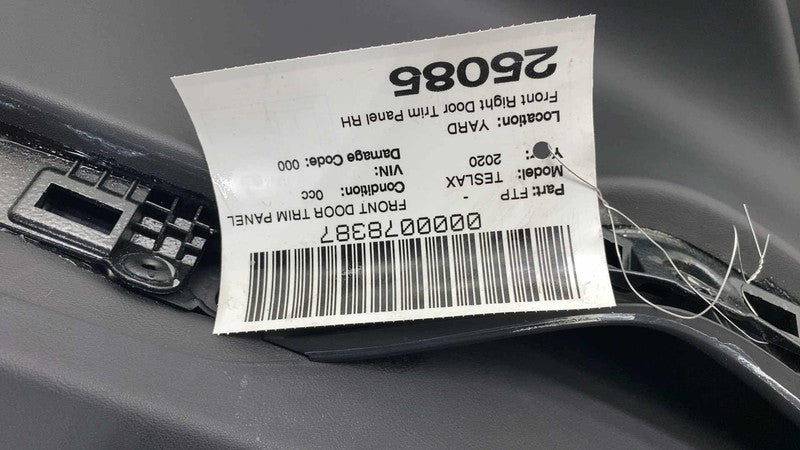 0000078387
Part: FTP - FRONT DOOR TRIM PANEL
Model: TESLAX Condition: 0cc
Yr: 2020 VIN:
Damage Code: 000
Location: YARD
Front Right Door Trim Panel RH
25085